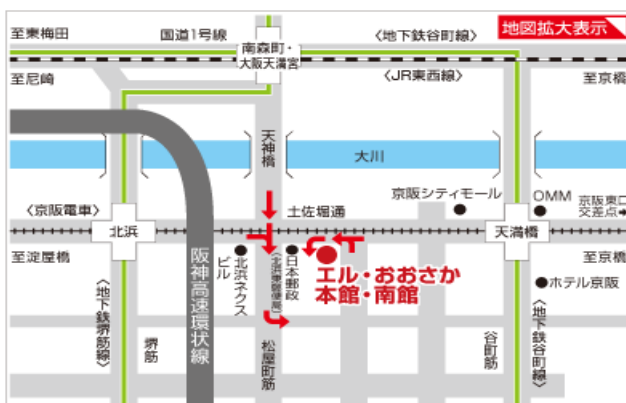 地図拡大表示
至東梅田
国道1号線
〈地下鉄谷町線〉
南森町・
大阪天満宮
至尼崎
〈JR東西線〉
至京橋
天神橋
大川
京阪シティモール
OMM
京阪東口
交差点➔
〈京阪電車〉
土佐堀通
北浜
天満橋
至淀屋橋
至京橋
阪神高速環状線
北浜ネクス
ビル
日本郵政
〈北浜東郵便局〉
エル・おおさか
本館・南館
ホテル京阪
〈地下鉄堺筋線〉
堺筋
松屋町筋
谷町筋
〈地下鉄谷町線〉